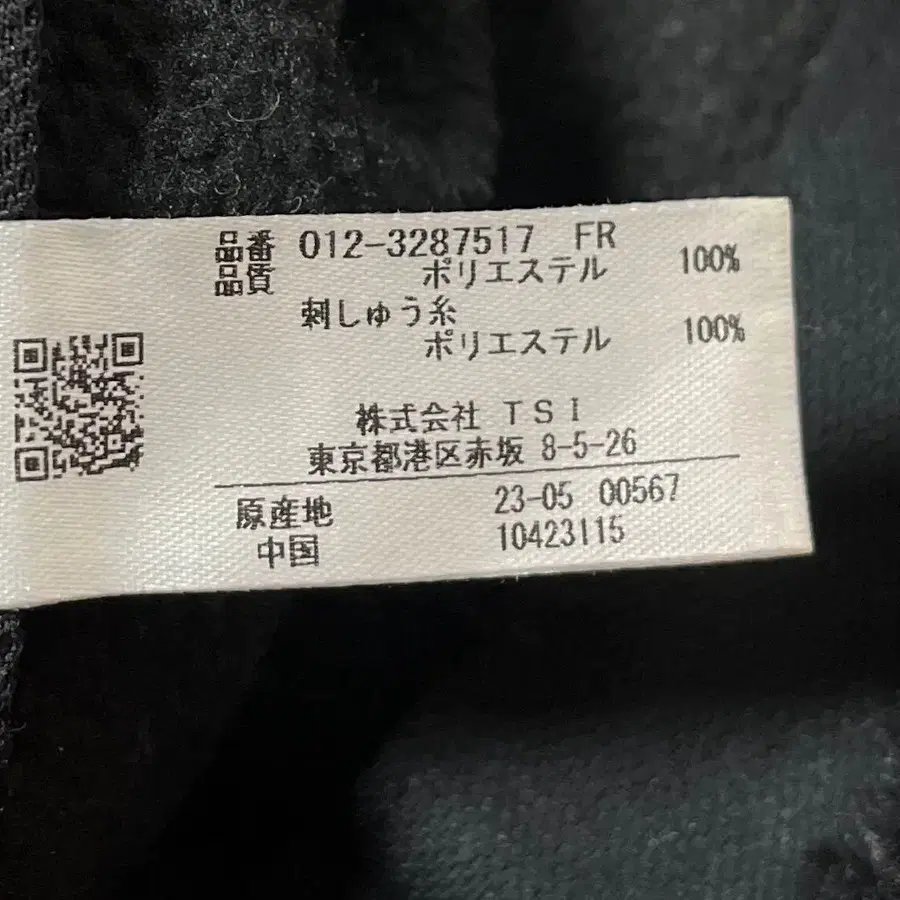 品番 012-3287517 FR
品質 ポリエステル 100%
刺しゅう糸
ポリエステル 100%
株式会社 TSI
東京都港区赤坂 8-5-26
原産地 23-05 00567
中国 10423115